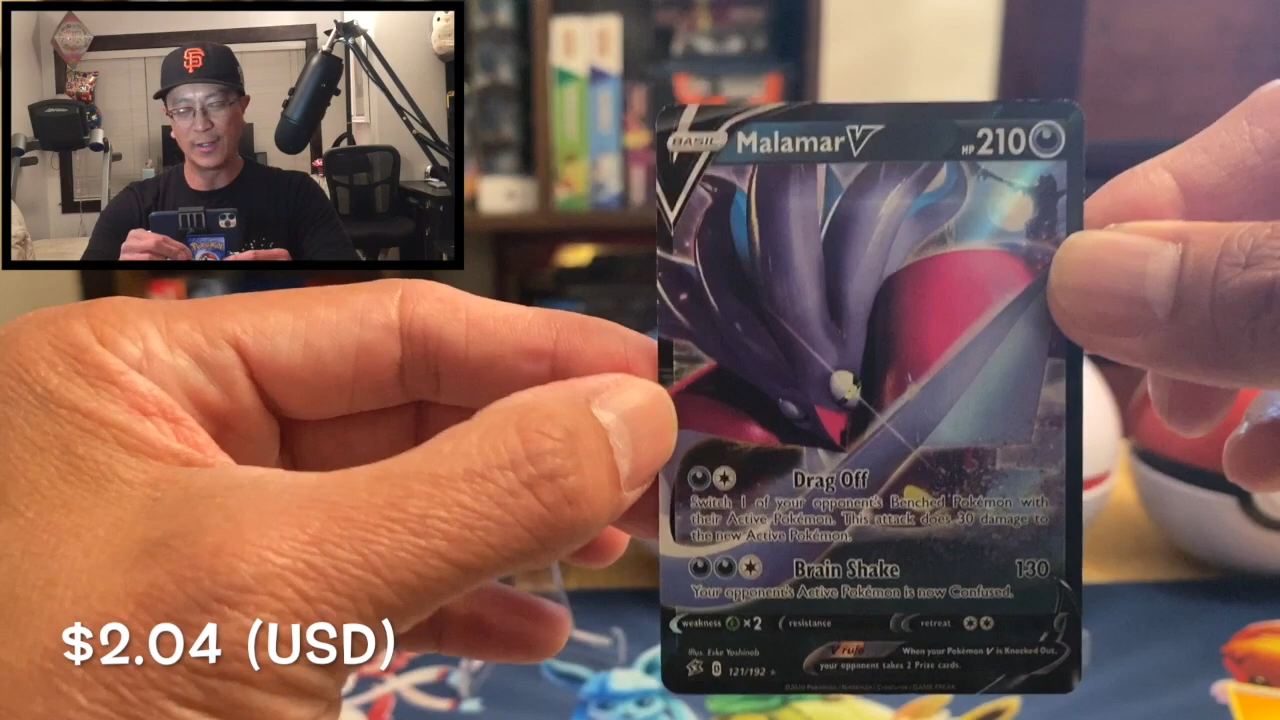 SF
POKÉMON
BASIC
Malamar V
HP 210
Drag Off
Switch 1 of your opponent's Benched Pokémon with
their Active Pokémon. This attack does 30 damage to
the new Active Pokémon.
Brain Shake 130
Your opponent's Active Pokémon is now Confused.
weakness ×2 resistance retreat
Illus. Eske Yoshinob
V rule When your Pokémon V is Knocked Out,
your opponent takes 2 Prize cards.
D 121/192
©2020 Pokémon / Nintendo / Creatures / GAME FREAK
$2.04 (USD)